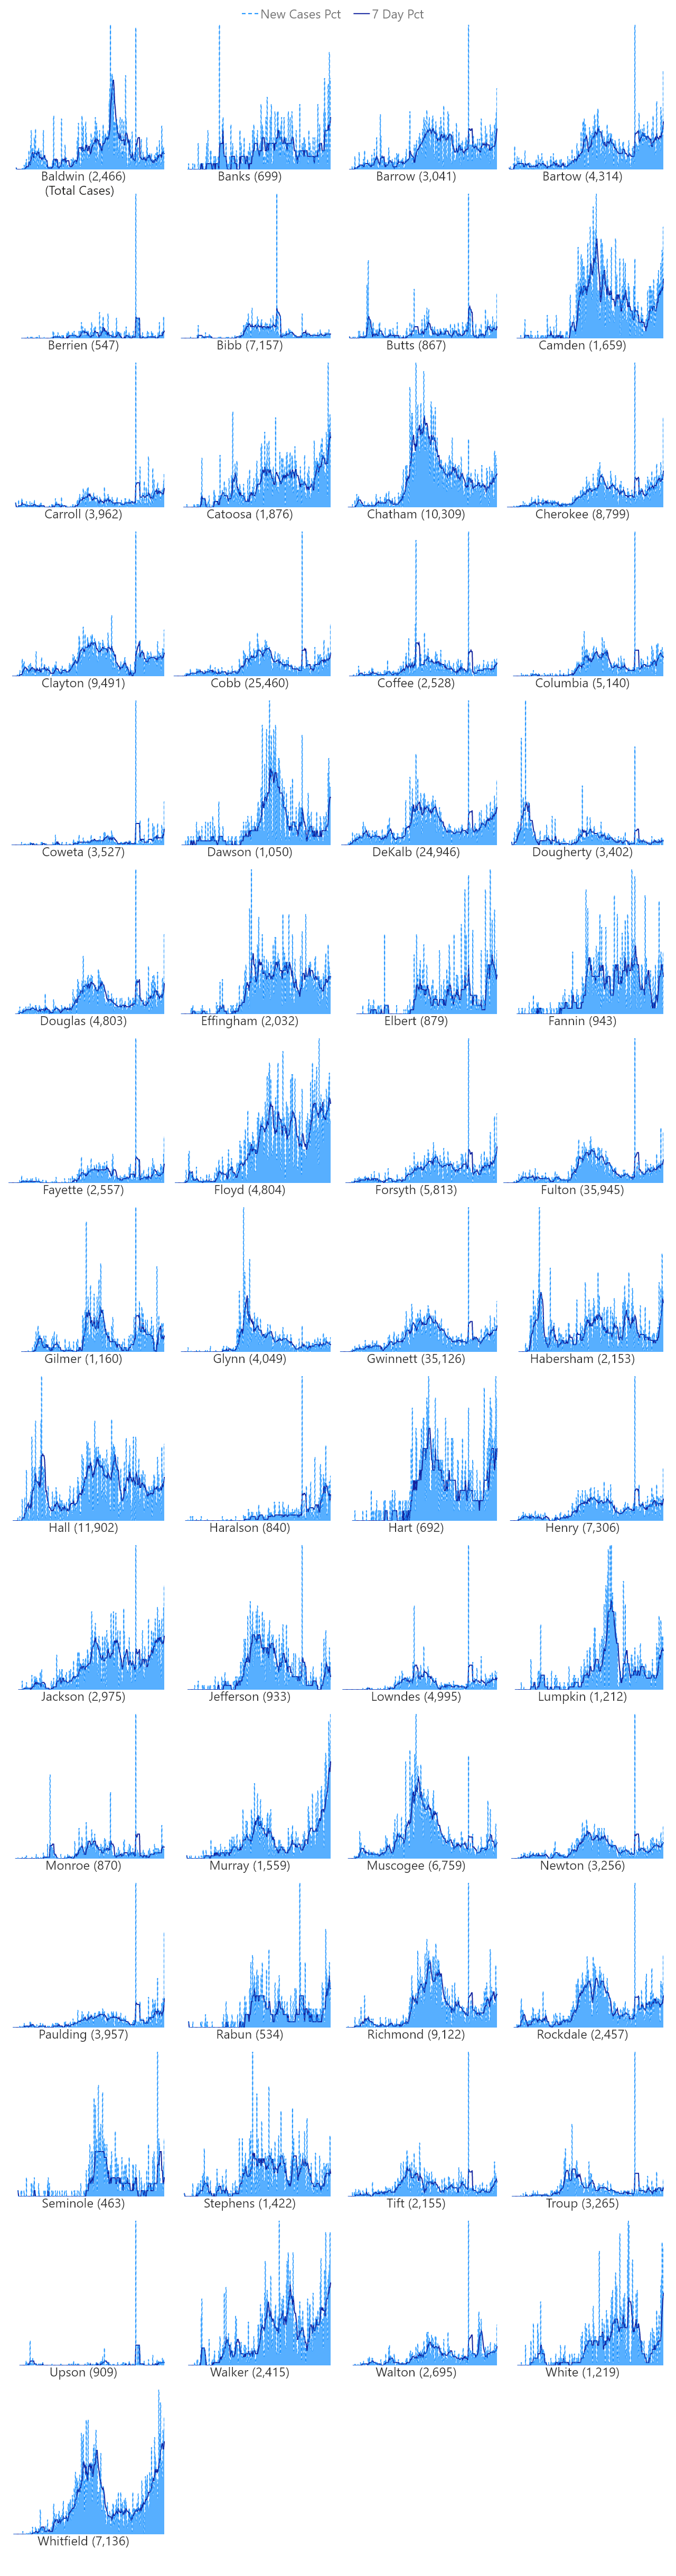 New Cases Pct 7 Day Pct
Baldwin (2,466) Banks (699) Barrow (3,041) Bartow (4,314)
(Total Cases)
Berrien (547) Bibb (7,157) Butts (867) Camden (1,659)
Carroll (3,962) Catoosa (1,876) Chatham (10,309) Cherokee (8,799)
Clayton (9,491) Cobb (25,460) Coffee (2,528) Columbia (5,140)
Coweta (3,527) Dawson (1,050) DeKalb (24,946) Dougherty (3,402)
Douglas (4,803) Effingham (2,032) Elbert (879) Fannin (943)
Fayette (2,557) Floyd (4,804) Forsyth (5,813) Fulton (35,945)
Gilmer (1,160) Glynn (4,049) Gwinnett (35,126) Habersham (2,153)
Hall (11,902) Haralson (840) Hart (692) Henry (7,306)
Jackson (2,975) Jefferson (933) Lowndes (4,995) Lumpkin (1,212)
Monroe (870) Murray (1,559) Muscogee (6,759) Newton (3,256)
Paulding (3,957) Rabun (534) Richmond (9,122) Rockdale (2,457)
Seminole (463) Stephens (1,422) Tift (2,155) Troup (3,265)
Upson (909) Walker (2,415) Walton (2,695) White (1,219)
Whitfield (7,136)